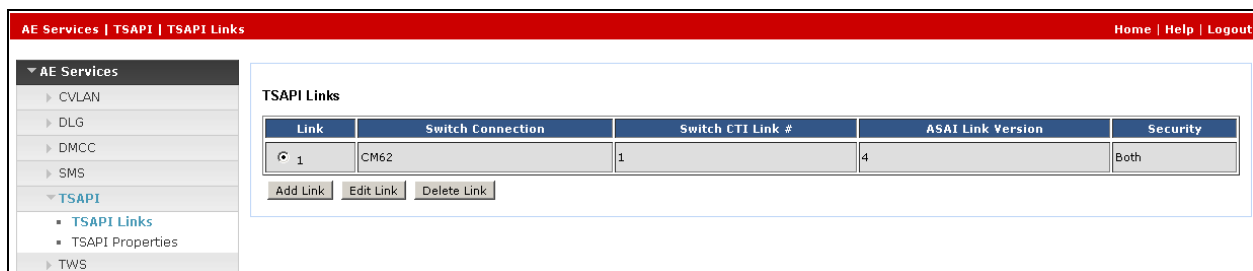 AE Services | TSAPI | TSAPI Links
Home | Help | Logout
AE Services
CVLAN
DLG
DMCC
SMS
TSAPI
TSAPI Links
TSAPI Properties
TWS
TSAPI Links
Link Switch Connection Switch CTI Link # ASAI Link Version Security
1 CM62 1 4 Both
Add Link Edit Link Delete Link